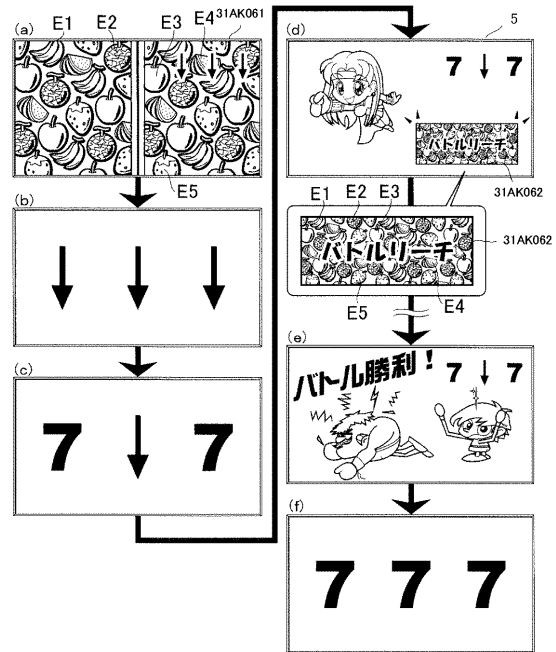 (a)
E1 E2 E3 E4 31AK061
E5
(b)
(c)
7 7
(d)
5
7 7
バトルリーチ
31AK062
E1 E2 E3
バトルリーチ
31AK062
E5 E4
(e)
バトル勝利!
7 7
(f)
7 7 7